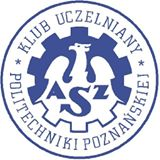 KLUB UCZELNIANY
AZS
POLITECHNIKI POZNAŃSKIEJ